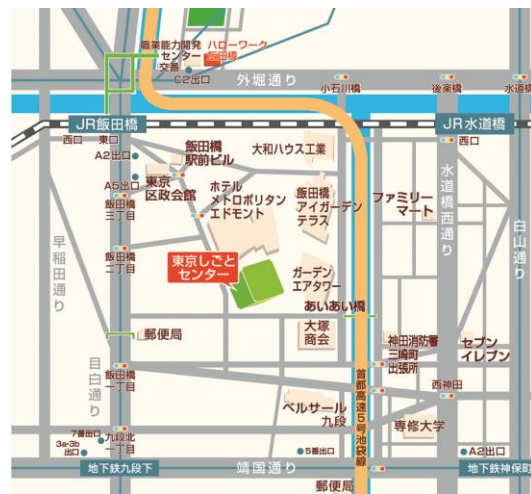 職業能力開発
センター
交番
ハローワーク
飯田橋
C2出口
外堀通り
小石川橋
後楽橋
水道橋
JR飯田橋
JR水道橋
西口
東口
西口
A2出口
飯田橋
駅前ビル
大和ハウス工業
A5出口
東京
区政会館
ホテル
メトロポリタン
エドモント
飯田橋
アイガーデン
テラス
ファミリー
マート
水道橋西通り
白山通り
飯田橋
三丁目
早稲田通り
飯田橋
二丁目
東京しごと
センター
ガーデン
エアタワー
あいあい橋
郵便局
大塚
商会
神田消防署
三崎町
出張所
セブン
イレブン
目白通り
飯田橋
一丁目
首都高速5号池袋線
西神田
ベルサール
九段
専修大学
7番出口
九段北
一丁目
3a・3b
出口
5番出口
A2出口
地下鉄九段下
靖国通り
地下鉄神保町
郵便局